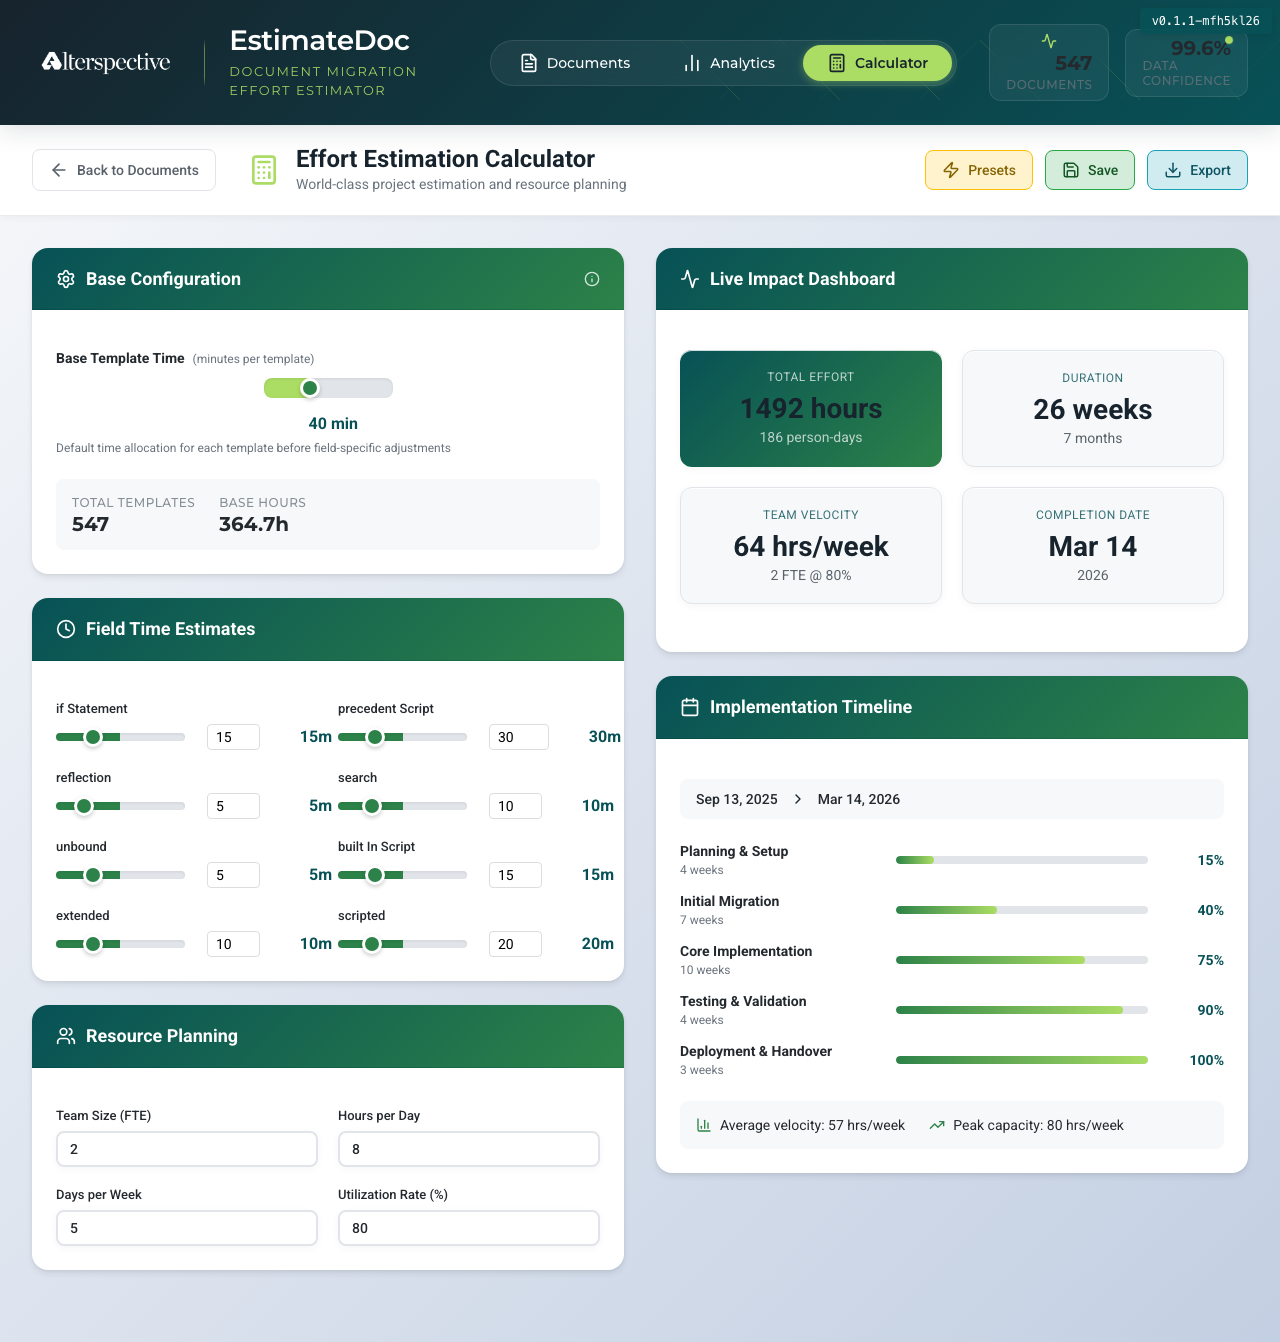 Alterspective
EstimateDoc
DOCUMENT MIGRATION
EFFORT ESTIMATOR
Documents
Analytics
Calculator
547
DOCUMENTS
v0.1.1-mfh5kl26
99.6%
DATA
CONFIDENCE
Back to Documents
Effort Estimation Calculator
World-class project estimation and resource planning
Presets
Save
Export
Base Configuration
Base Template Time (minutes per template)
40 min
Default time allocation for each template before field-specific adjustments
TOTAL TEMPLATES
547
BASE HOURS
364.7h
Field Time Estimates
if Statement
15
15m
precedent Script
30
30m
reflection
5
5m
search
10
10m
unbound
5
5m
built In Script
15
15m
extended
10
10m
scripted
20
20m
Resource Planning
Team Size (FTE)
2
Hours per Day
8
Days per Week
5
Utilization Rate (%)
80
Live Impact Dashboard
TOTAL EFFORT
1492 hours
186 person-days
DURATION
26 weeks
7 months
TEAM VELOCITY
64 hrs/week
2 FTE @ 80%
COMPLETION DATE
Mar 14
2026
Implementation Timeline
Sep 13, 2025 > Mar 14, 2026
Planning & Setup
4 weeks
15%
Initial Migration
7 weeks
40%
Core Implementation
10 weeks
75%
Testing & Validation
4 weeks
90%
Deployment & Handover
3 weeks
100%
Average velocity: 57 hrs/week
Peak capacity: 80 hrs/week